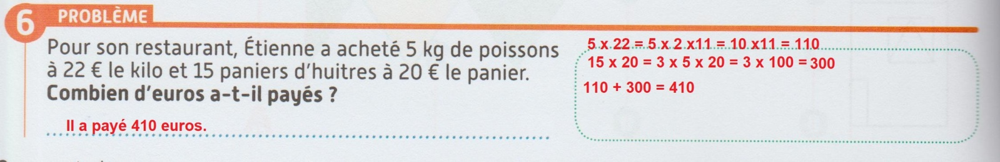 6 PROBLÈME
Pour son restaurant, Étienne a acheté 5 kg de poissons
à 22 € le kilo et 15 paniers d'huitres à 20 € le panier.
Combien d'euros a-t-il payés ?
Il a payé 410 euros.
5 x 22 = 5 x 2 x11 = 10 x11 = 110
15 x 20 = 3 x 5 x 20 = 3 x 100 = 300
110 + 300 = 410